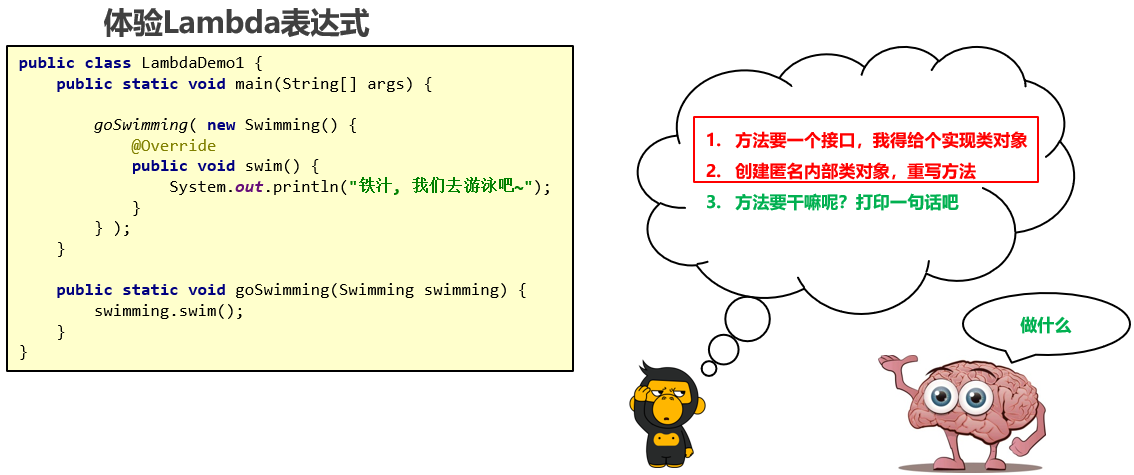 体验Lambda表达式
public class LambdaDemo1 {
    public static void main(String[] args) {

        goSwimming( new Swimming() {
            @Override
            public void swim() {
                System.out.println("铁汁, 我们去游泳吧~");
            }
        } );
    }

    public static void goSwimming(Swimming swimming) {
        swimming.swim();
    }
}
1. 方法要一个接口，我得给个实现类对象
2. 创建匿名内部类对象，重写方法
3. 方法要干嘛呢？打印一句话吧
做什么